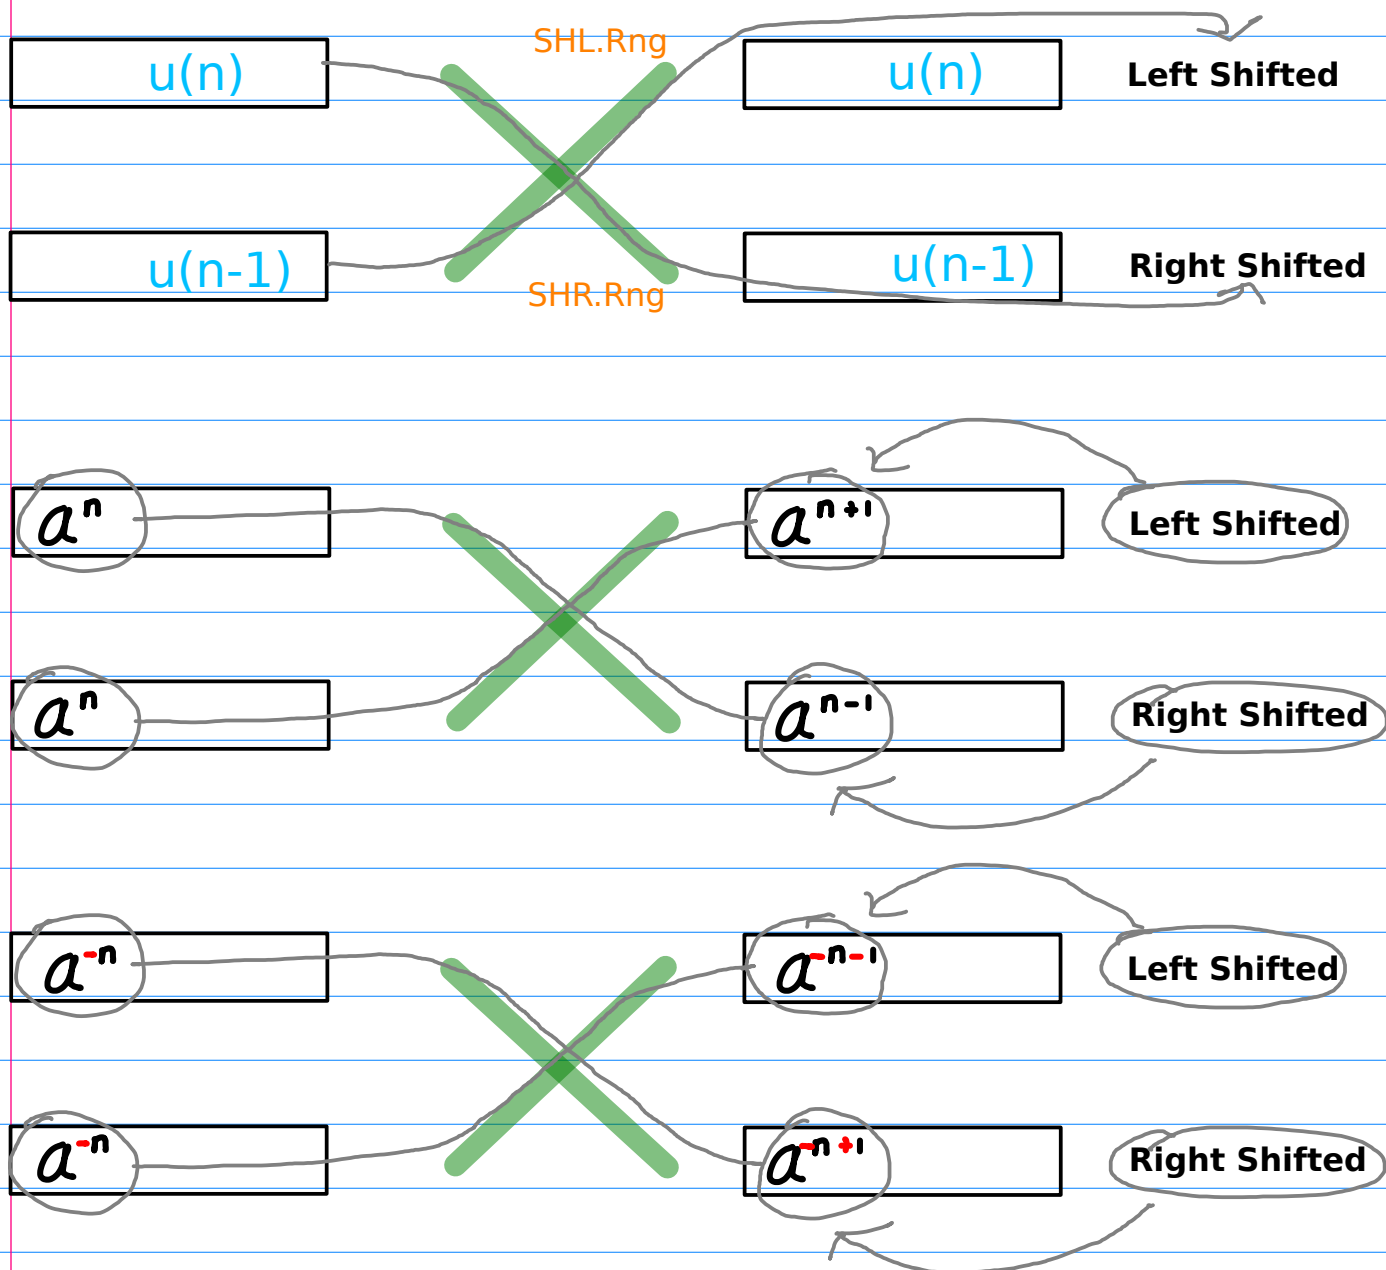 SHL.Rng
u(n) u(n) Left Shifted
u(n-1) u(n-1) Right Shifted
SHR.Rng
aⁿ aⁿ⁺¹ Left Shifted
aⁿ aⁿ⁻¹ Right Shifted
a⁻ⁿ a⁻ⁿ⁻¹ Left Shifted
a⁻ⁿ a⁻ⁿ⁺¹ Right Shifted